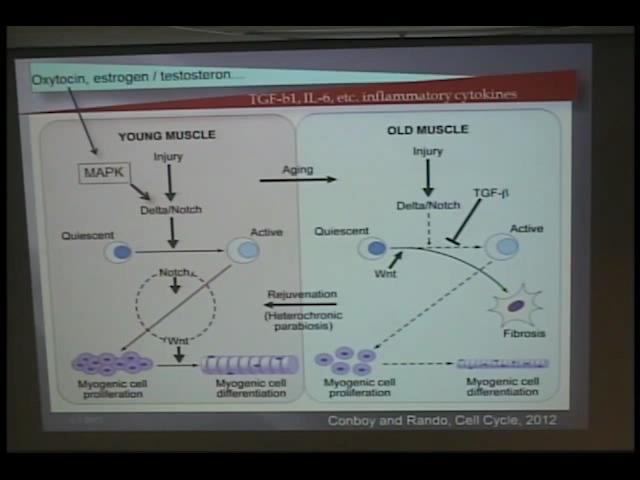 Oxytocin, estrogen / testosteron....
TGF-b1, IL-6, etc. inflammatory cytokines
YOUNG MUSCLE
Injury
MAPK
Delta/Notch
Quiescent
Active
Notch
Wnt
Myogenic cell
proliferation
Myogenic cell
differentiation
Aging
Rejuvenation
(Heterochronic
parabiosis)
OLD MUSCLE
Injury
Delta/Notch
TGF-β
Quiescent
Active
Wnt
Fibrosis
Myogenic cell
proliferation
Myogenic cell
differentiation
Conboy and Rando, Cell Cycle, 2012